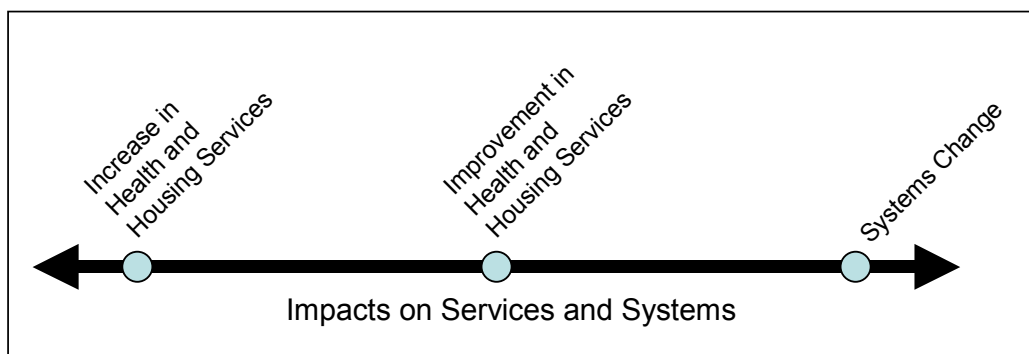 Increase in
Health and
Housing Services
Improvement in
Health and
Housing Services
Systems Change
Impacts on Services and Systems